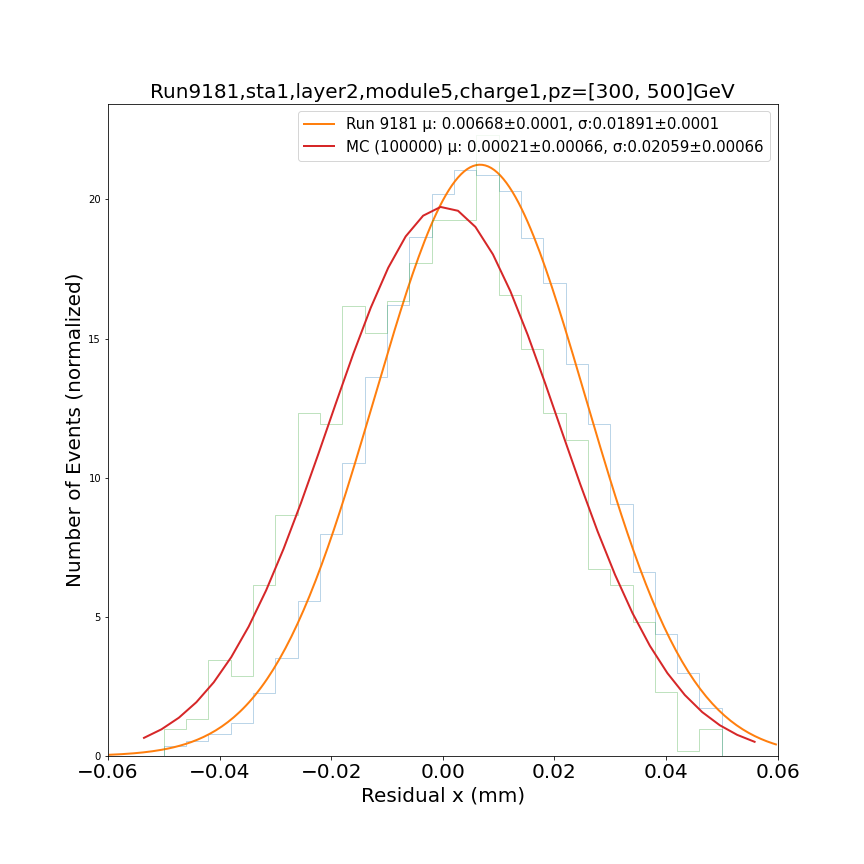 Run9181,sta1,layer2,module5,charge1,pz=[300, 500]GeV
Run 9181 μ: 0.00668±0.0001, σ:0.01891±0.0001
MC (100000) μ: 0.00021±0.00066, σ:0.02059±0.00066
Number of Events (normalized)
20
15
10
5
0
−0.06
−0.04
−0.02
0.00
0.02
0.04
0.06
Residual x (mm)